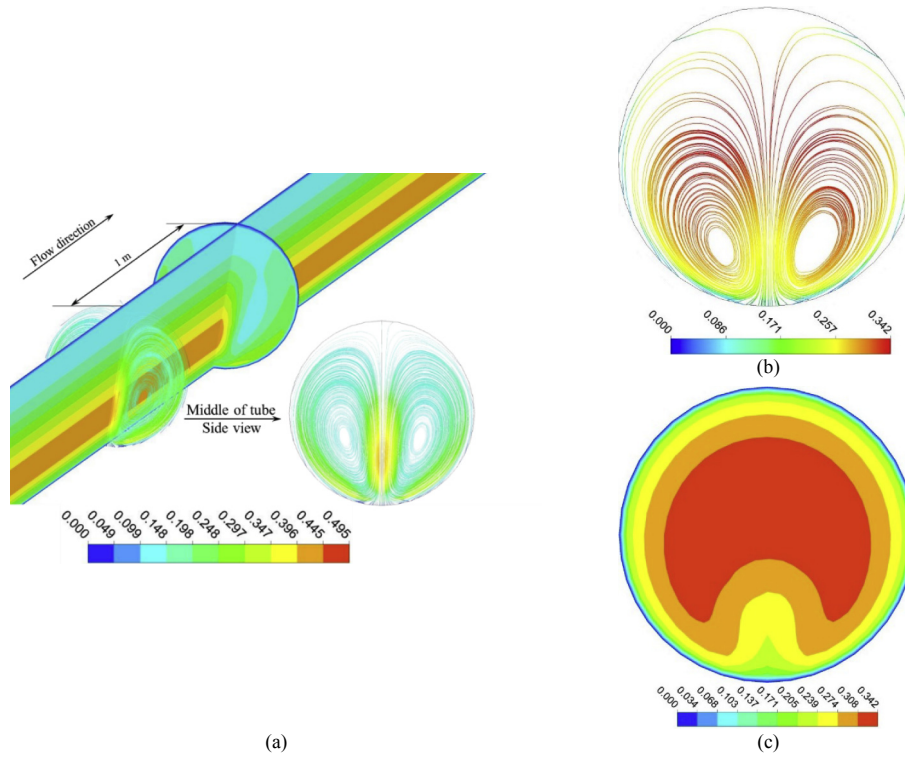 Flow direction
1 m
Middle of tube
Side view
0.000 0.049 0.099 0.148 0.198 0.248 0.297 0.347 0.396 0.445 0.495
(a)
0.000 0.086 0.171 0.257 0.342
(b)
0.000 0.034 0.068 0.103 0.137 0.171 0.205 0.239 0.274 0.308 0.342
(c)